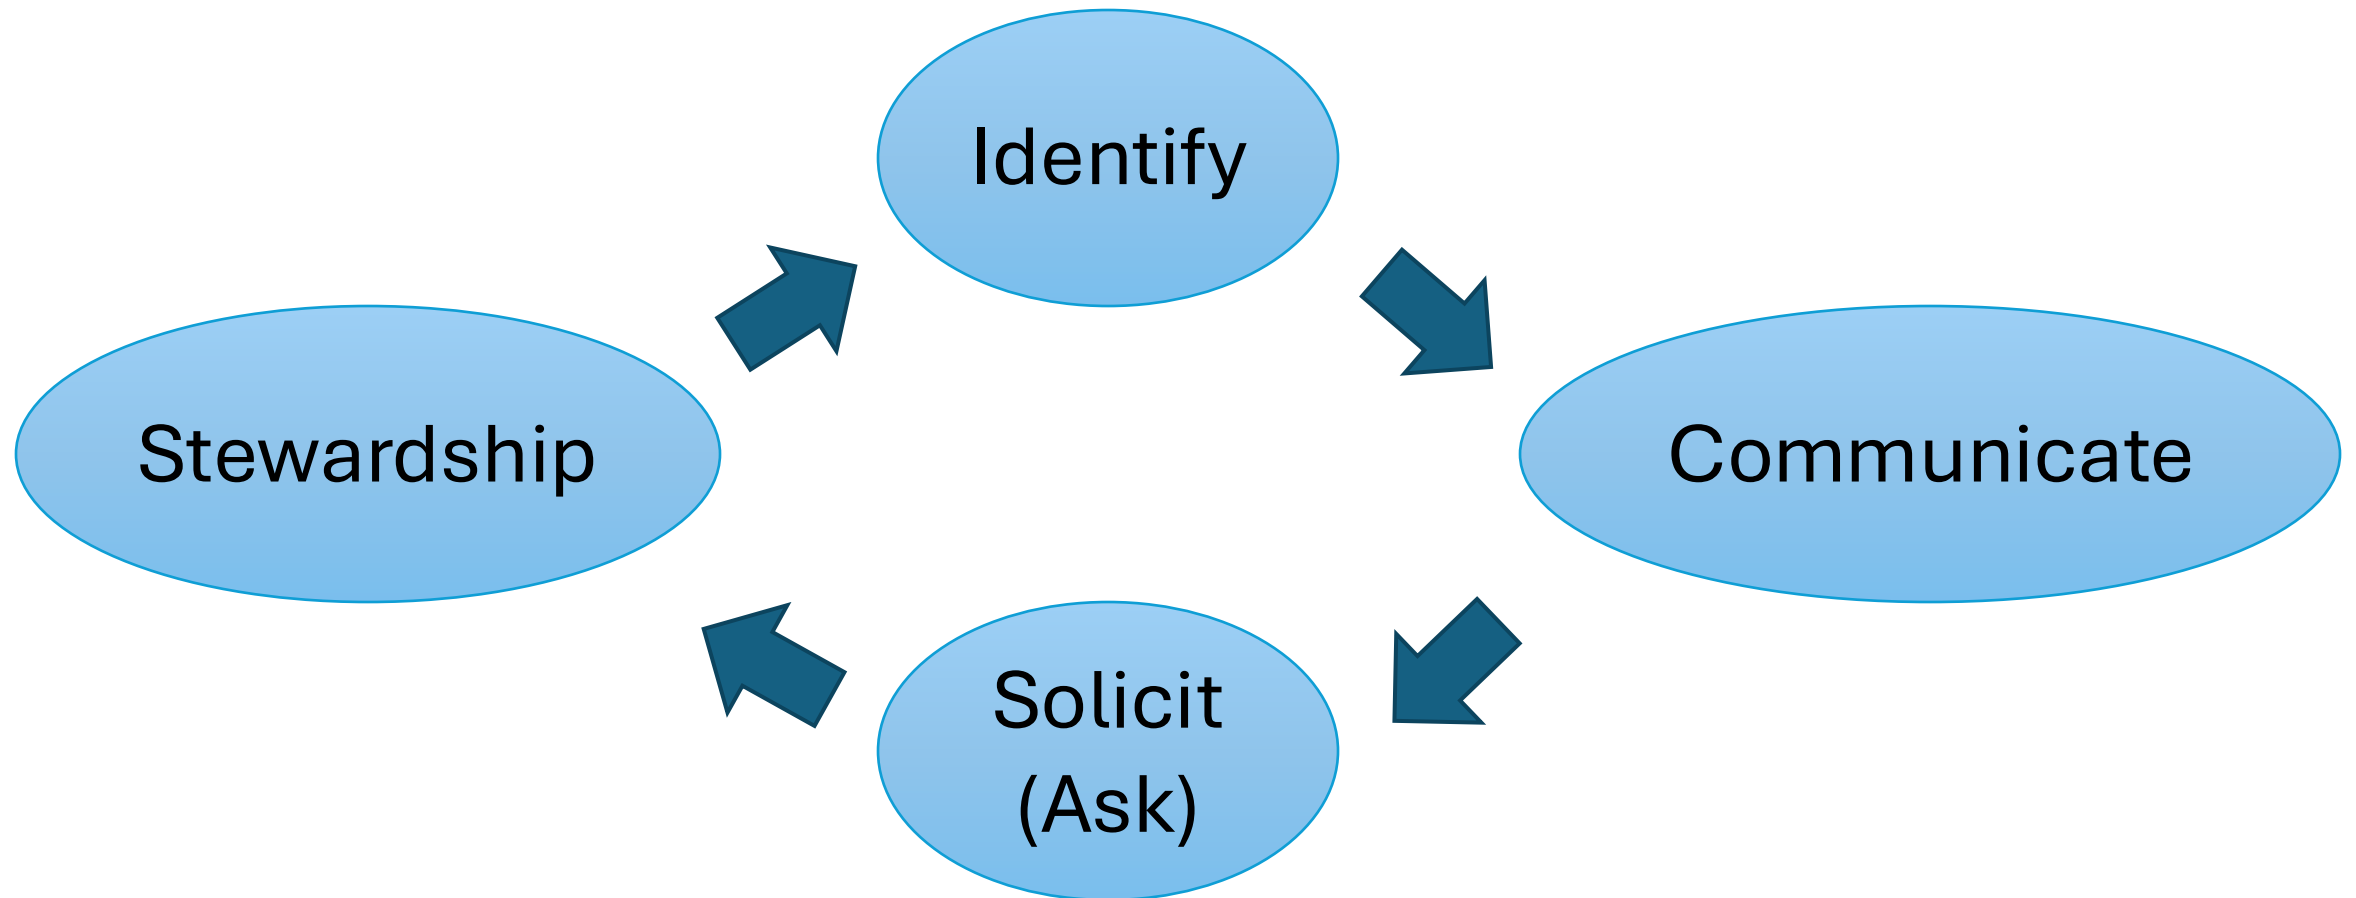 Identify
Stewardship
Communicate
Solicit
(Ask)